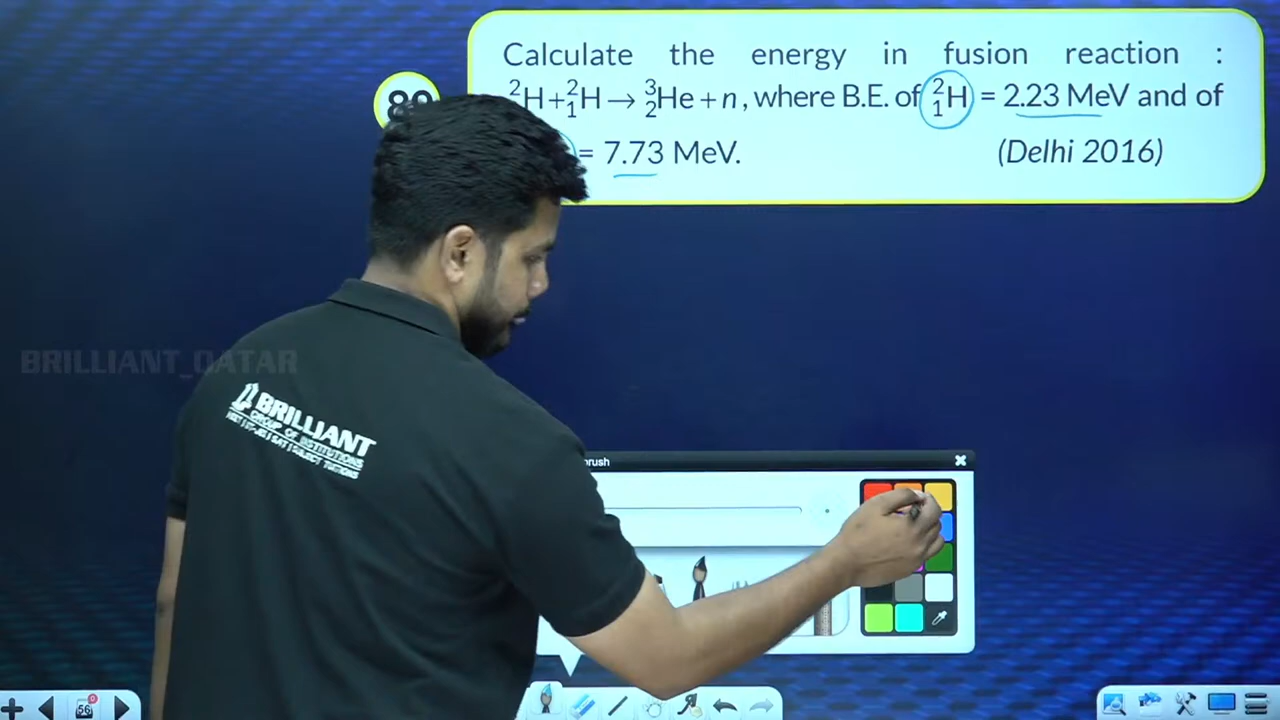 Calculate the energy in fusion reaction :
²H+²₁H→³₂He+n, where B.E. of ²₁H = 2.23 MeV and of
= 7.73 MeV. (Delhi 2016)
BRILLIANT_QATAR
BRILLIANT
GROUP OF INSTITUTIONS
brush
56